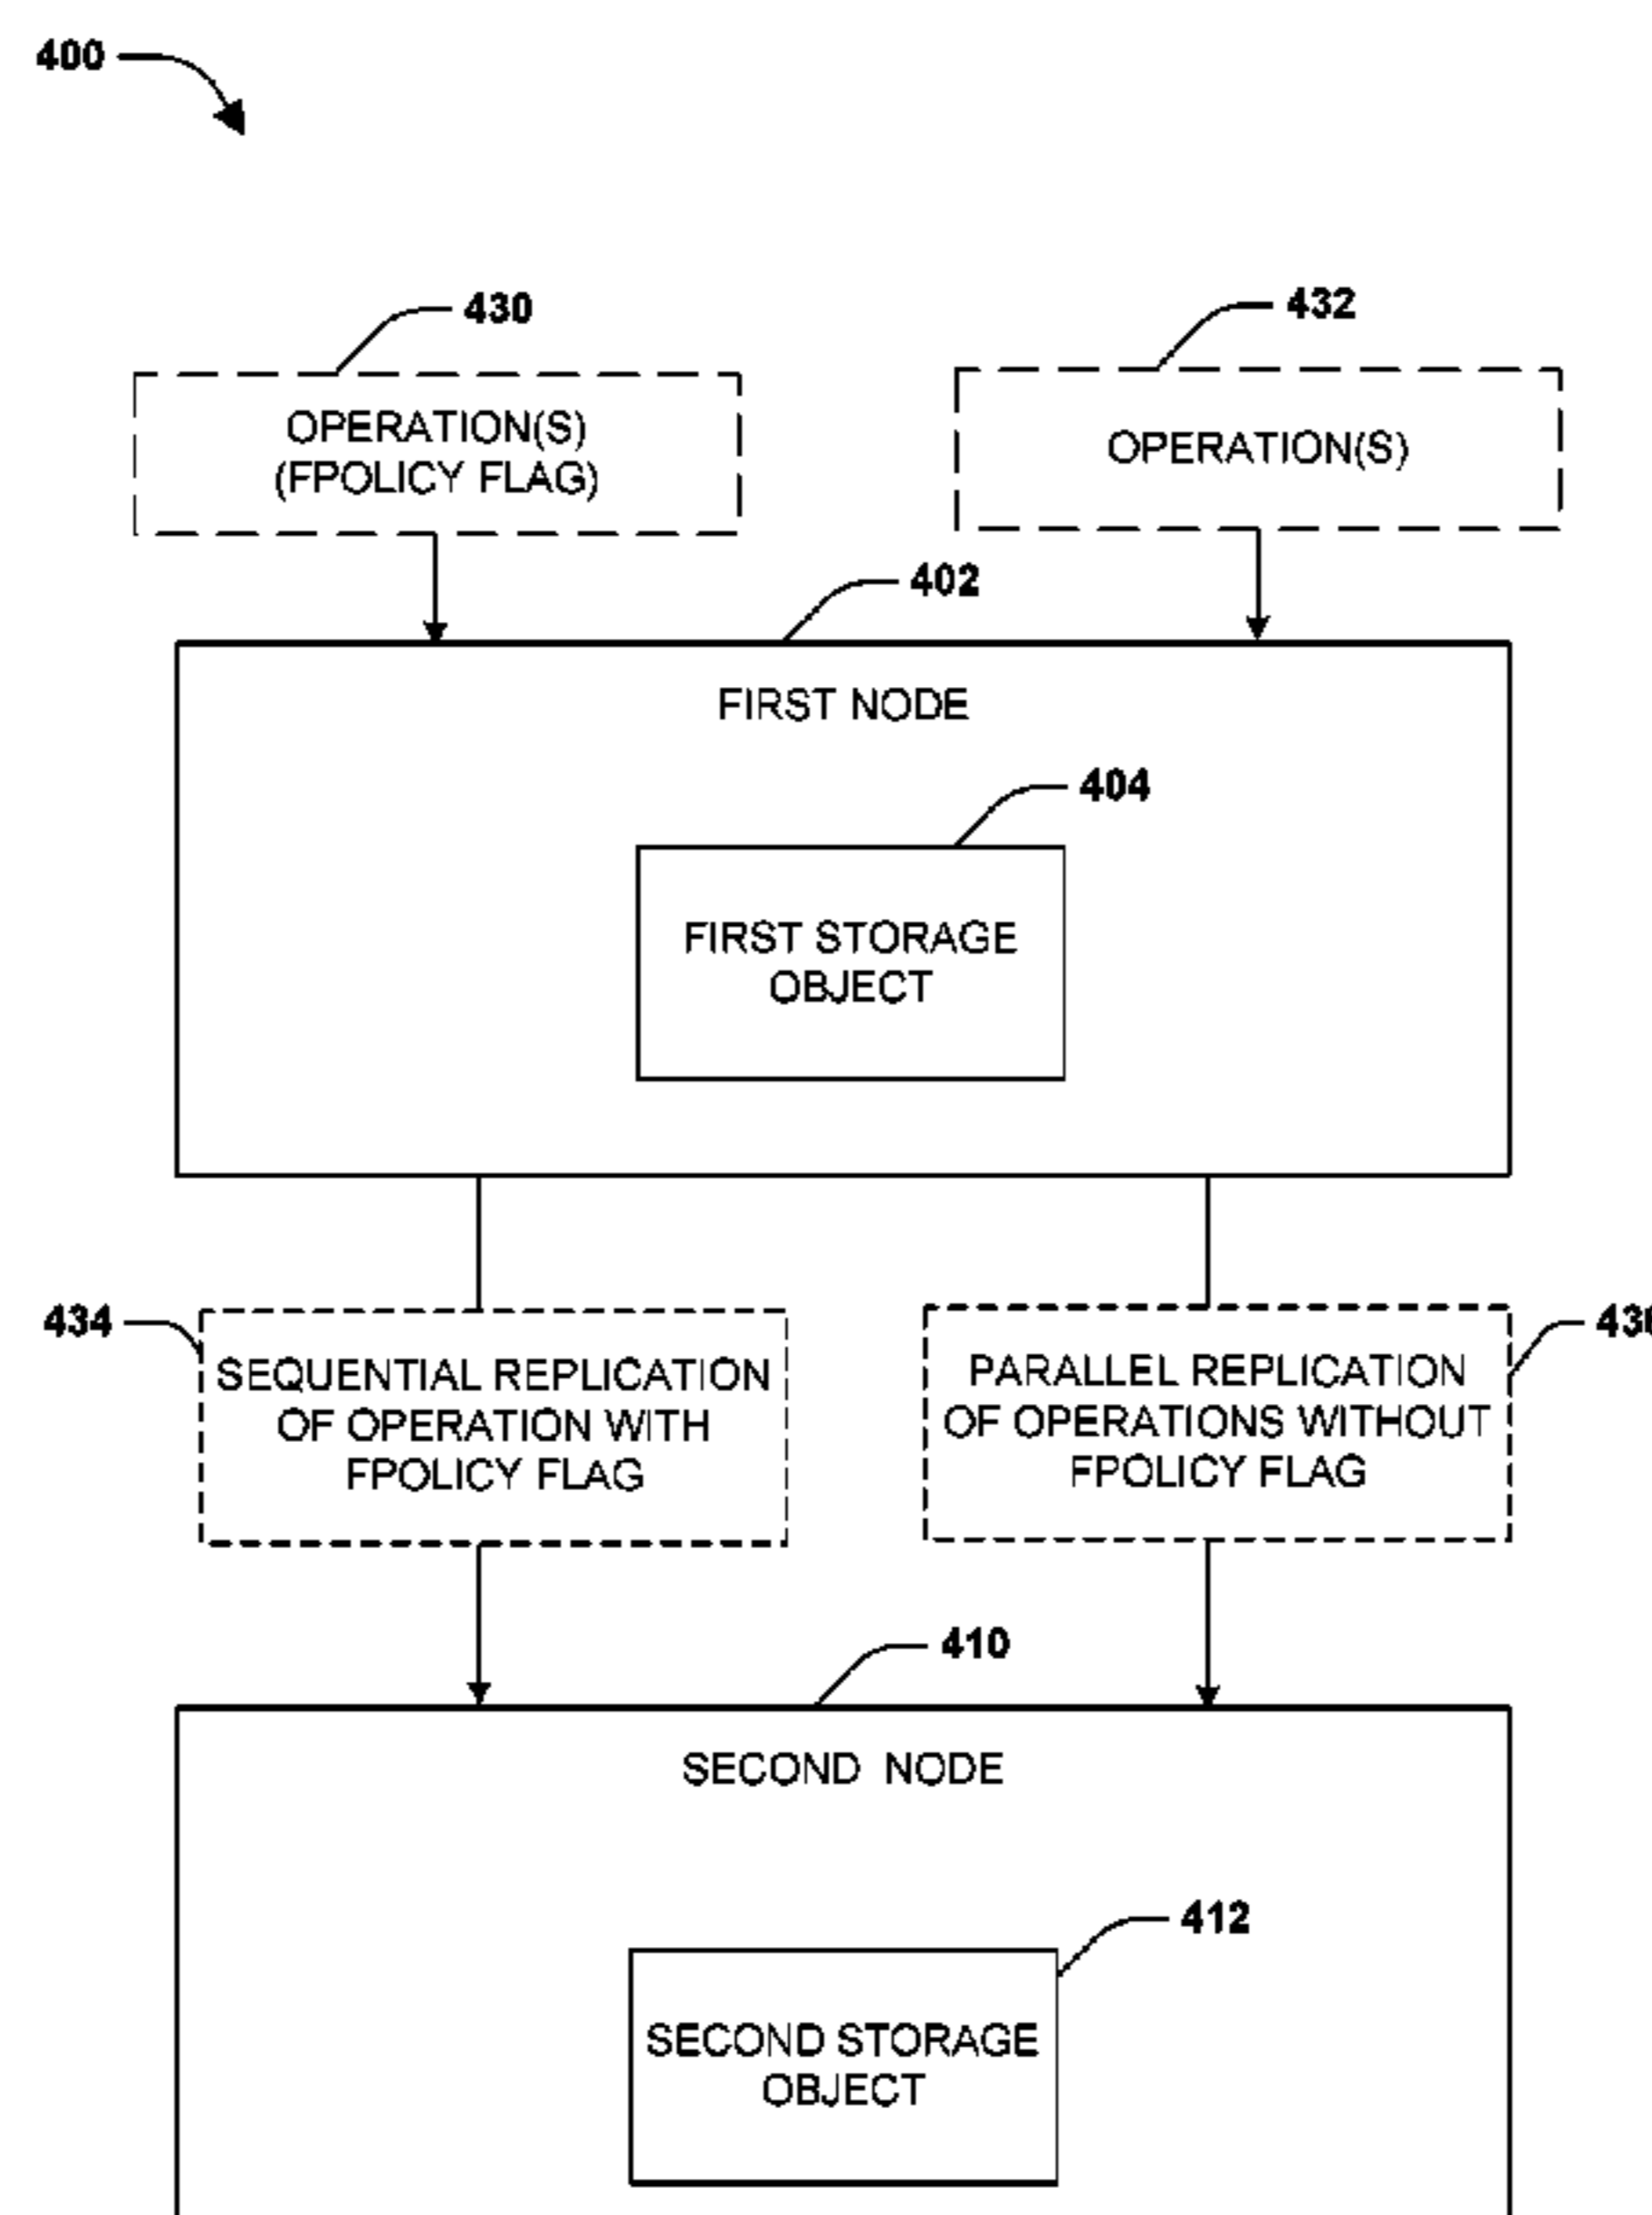 400
430
432
OPERATION(S)
(FPOLICY FLAG)
OPERATION(S)
402
FIRST NODE
404
FIRST STORAGE
OBJECT
434
SEQUENTIAL REPLICATION
OF OPERATION WITH
FPOLICY FLAG
PARALLEL REPLICATION
OF OPERATIONS WITHOUT
FPOLICY FLAG
410
SECOND NODE
412
SECOND STORAGE
OBJECT